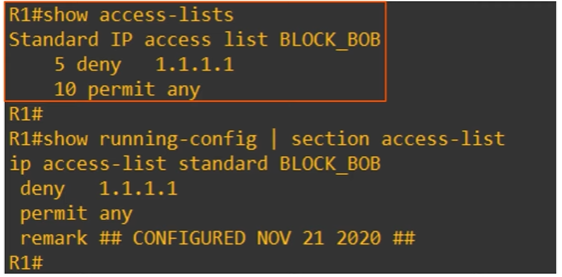 R1#show access-lists
Standard IP access list BLOCK_BOB
    5 deny   1.1.1.1
    10 permit any
R1#
R1#show running-config | section access-list
ip access-list standard BLOCK_BOB
 deny   1.1.1.1
 permit any
 remark ## CONFIGURED NOV 21 2020 ##
R1#